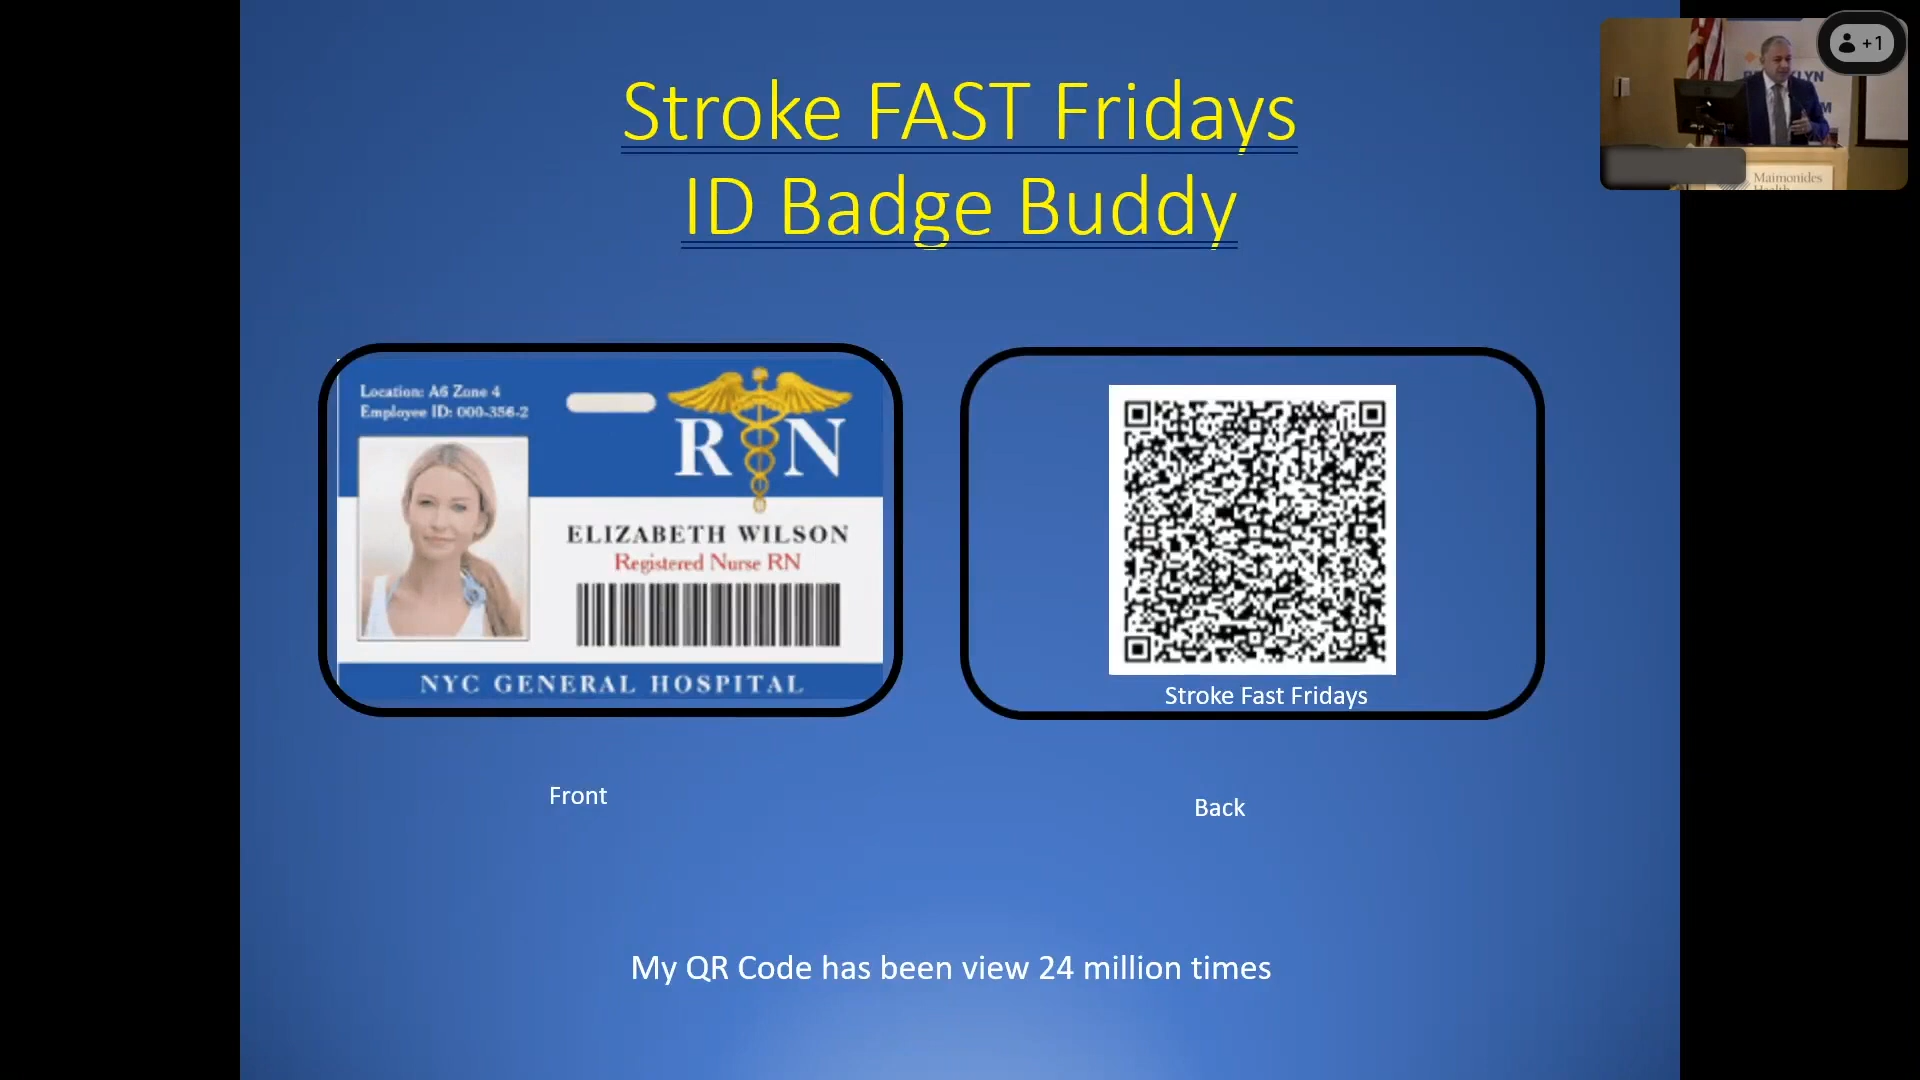 Stroke FAST Fridays
ID Badge Buddy
+1
Maimonides
Location: A6 Zone 4
Employee ID: 000-356-2
RN
ELIZABETH WILSON
Registered Nurse RN
NYC GENERAL HOSPITAL
Stroke Fast Fridays
Front
Back
My QR Code has been view 24 million times